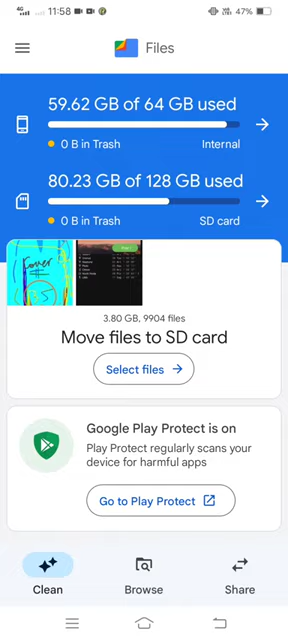 4G
11:58
47%
Files
59.62 GB of 64 GB used
0 B in Trash
Internal
80.23 GB of 128 GB used
0 B in Trash
SD card
3.80 GB, 9904 files
Move files to SD card
Select files
Google Play Protect is on
Play Protect regularly scans your
device for harmful apps
Go to Play Protect
Clean
Browse
Share